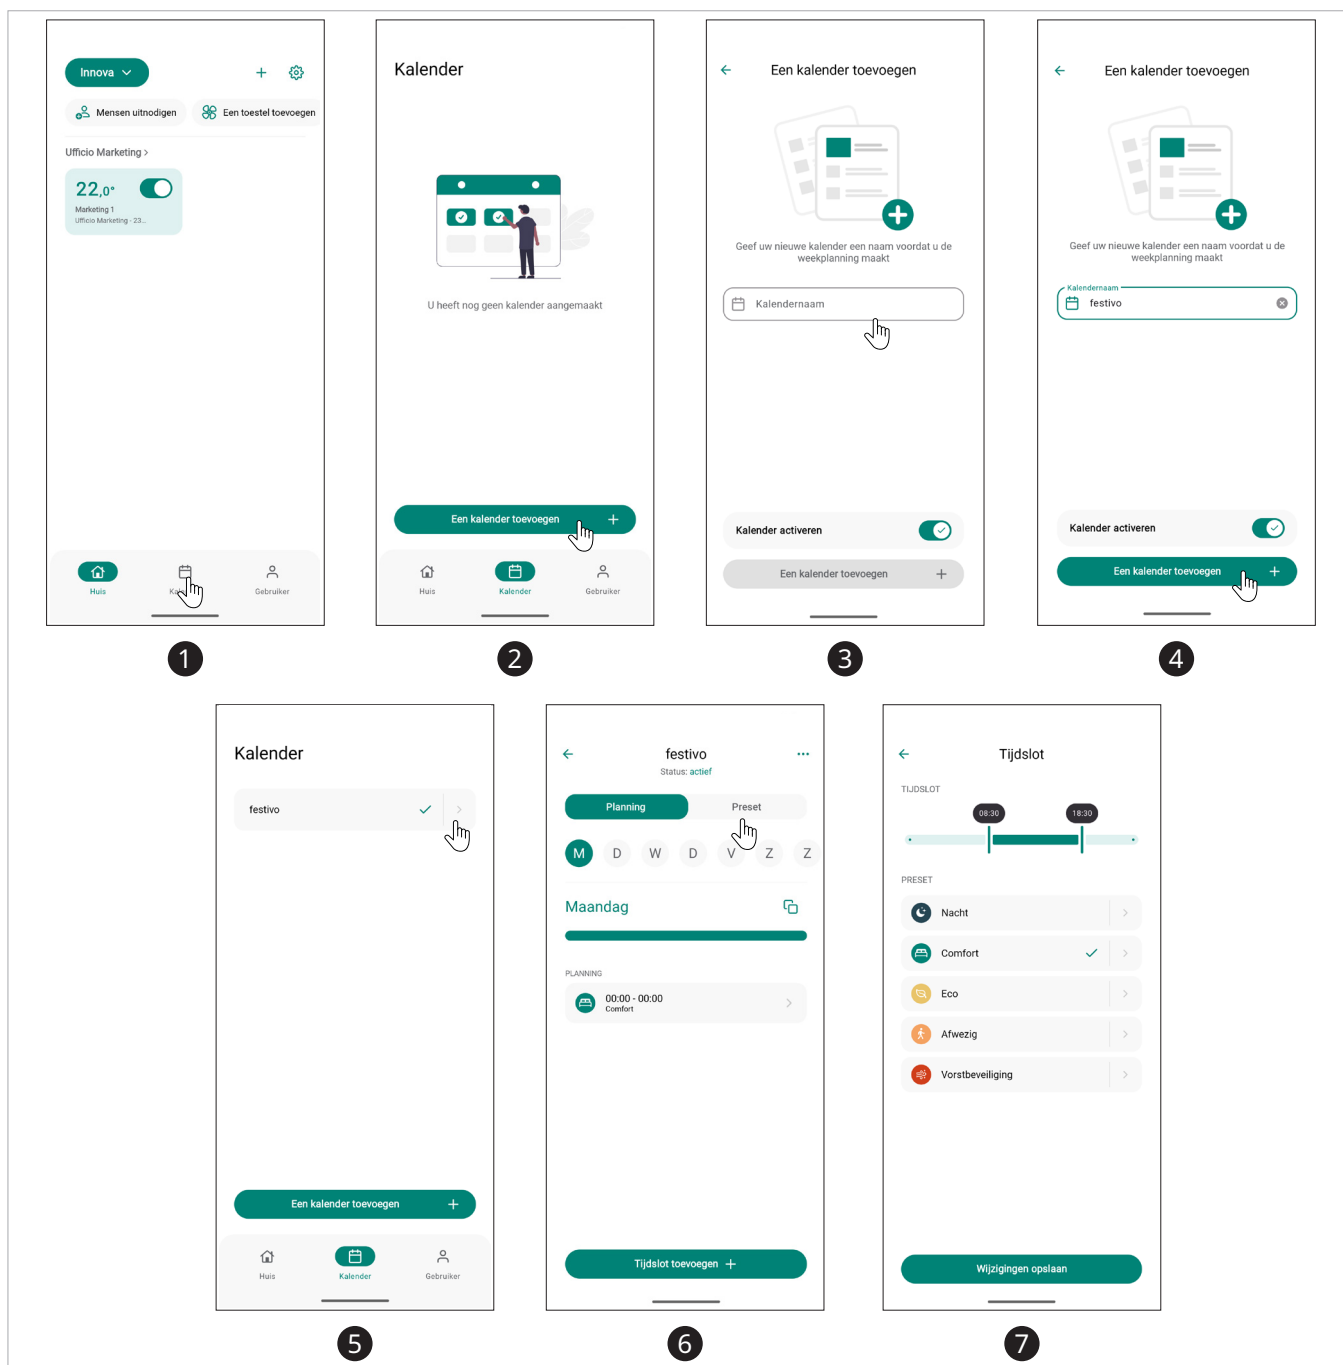 Innova
Mensen uitnodigen
Een toestel toevoegen
Ufficio Marketing >
22,0°
Marketing 1
Ufficio Marketing - 23...
Huis
Gebruiker
1
Kalender
U heeft nog geen kalender aangemaakt
Een kalender toevoegen
Huis
Kalender
Gebruiker
2
Een kalender toevoegen
Geef uw nieuwe kalender een naam voordat u de
weekplanning maakt
Kalendernaam
Kalender activeren
Een kalender toevoegen
3
Een kalender toevoegen
Geef uw nieuwe kalender een naam voordat u de
weekplanning maakt
Kalendernaam
festivo
Kalender activeren
Een kalender toevoegen
4
Kalender
festivo
Een kalender toevoegen
Huis
Kalender
Gebruiker
5
festivo
Status: actief
Planning
Preset
M D W D V Z Z
Maandag
PLANNING
00:00 - 00:00
Comfort
Tijdslot toevoegen
6
Tijdslot
TIJDSLOT
08:30
18:30
PRESET
Nacht
Comfort
Eco
Afwezig
Vorstbeveiliging
Wijzigingen opslaan
7